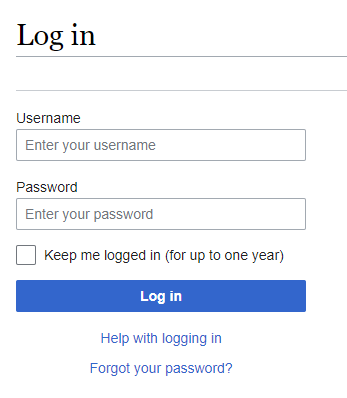 Log in
Username
Enter your username
Password
Enter your password
Keep me logged in (for up to one year)
Log in
Help with logging in
Forgot your password?